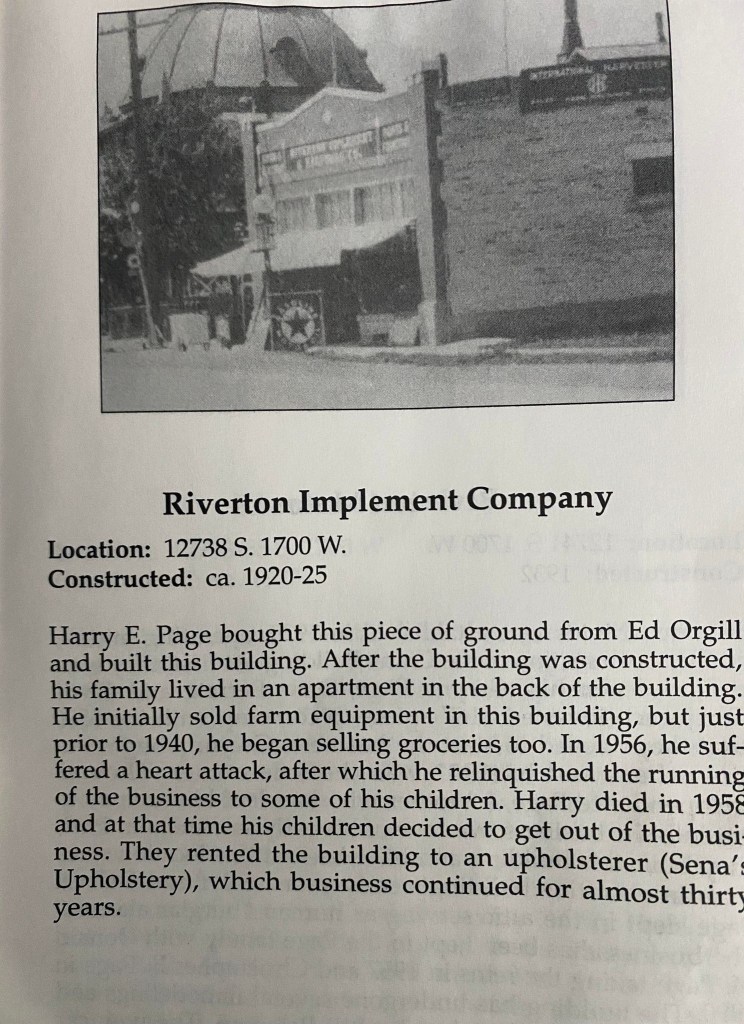 INTERNATIONAL HARVESTER
Riverton Implement Company
Location: 12738 S. 1700 W.
Constructed: ca. 1920-25
Harry E. Page bought this piece of ground from Ed Orgill
and built this building. After the building was constructed,
his family lived in an apartment in the back of the building.
He initially sold farm equipment in this building, but just
prior to 1940, he began selling groceries too. In 1956, he suf-
fered a heart attack, after which he relinquished the running
of the business to some of his children. Harry died in 1958
and at that time his children decided to get out of the busi-
ness. They rented the building to an upholsterer (Sena's
Upholstery), which business continued for almost thirty
years.